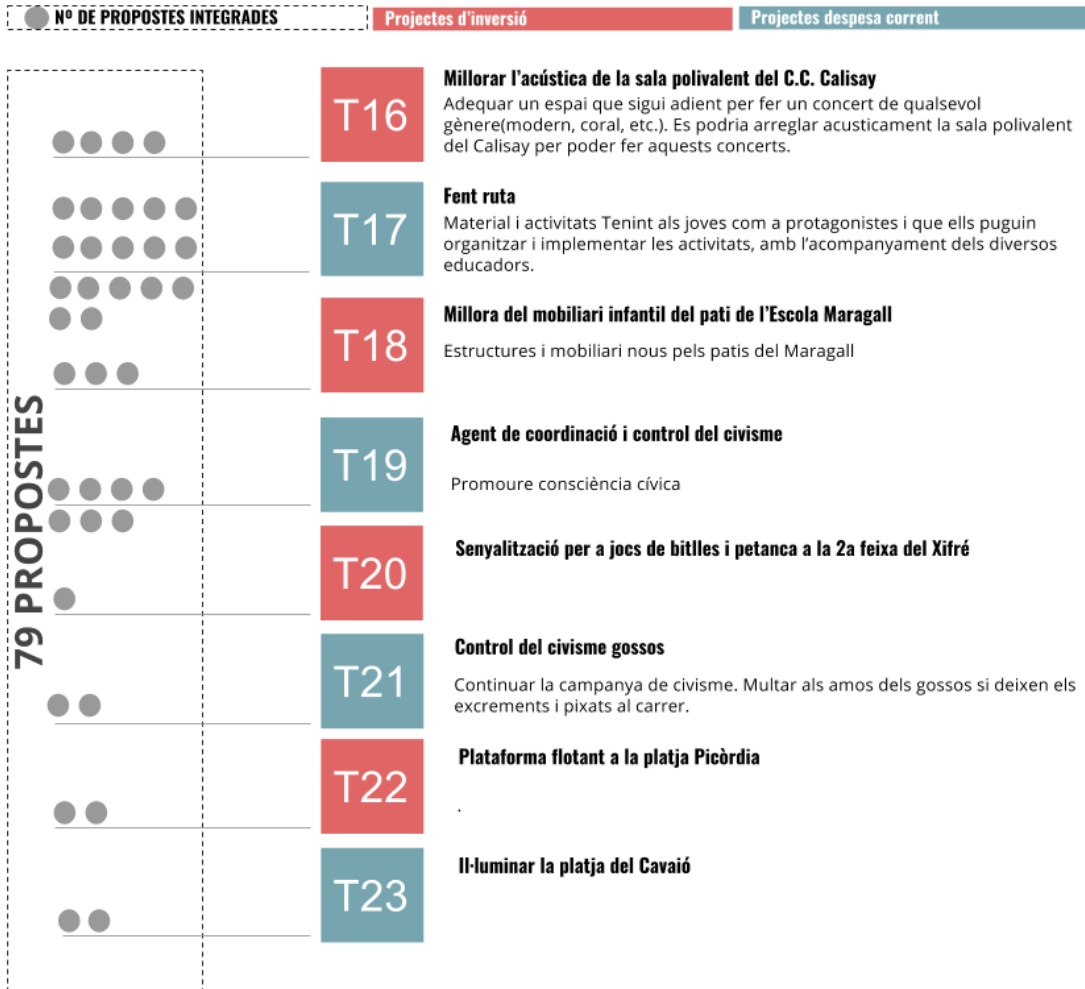 Nº DE PROPOSTES INTEGRADES
Projectes d'inversió
Projectes despesa corrent
79 PROPOSTES
T16
Millorar l'acústica de la sala polivalent del C.C. Calisay
Adequar un espai que sigui adient per fer un concert de qualsevol
gènere(modern, coral, etc.). Es podria arreglar acusticament la sala polivalent
del Calisay per poder fer aquests concerts.
T17
Fent ruta
Material i activitats Tenint als joves com a protagonistes i que ells puguin
organitzar i implementar les activitats, amb l'acompanyament dels diversos
educadors.
T18
Millora del mobiliari infantil del pati de l'Escola Maragall
Estructures i mobiliari nous pels patis del Maragall
T19
Agent de coordinació i control del civisme
Promoure consciència cívica
T20
Senyalització per a jocs de bitlles i petanca a la 2a feixa del Xifré
T21
Control del civisme gossos
Continuar la campanya de civisme. Multar als amos dels gossos si deixen els
excrements i pixats al carrer.
T22
Plataforma flotant a la platja Picòrdia
.
T23
Il·luminar la platja del Cavaió